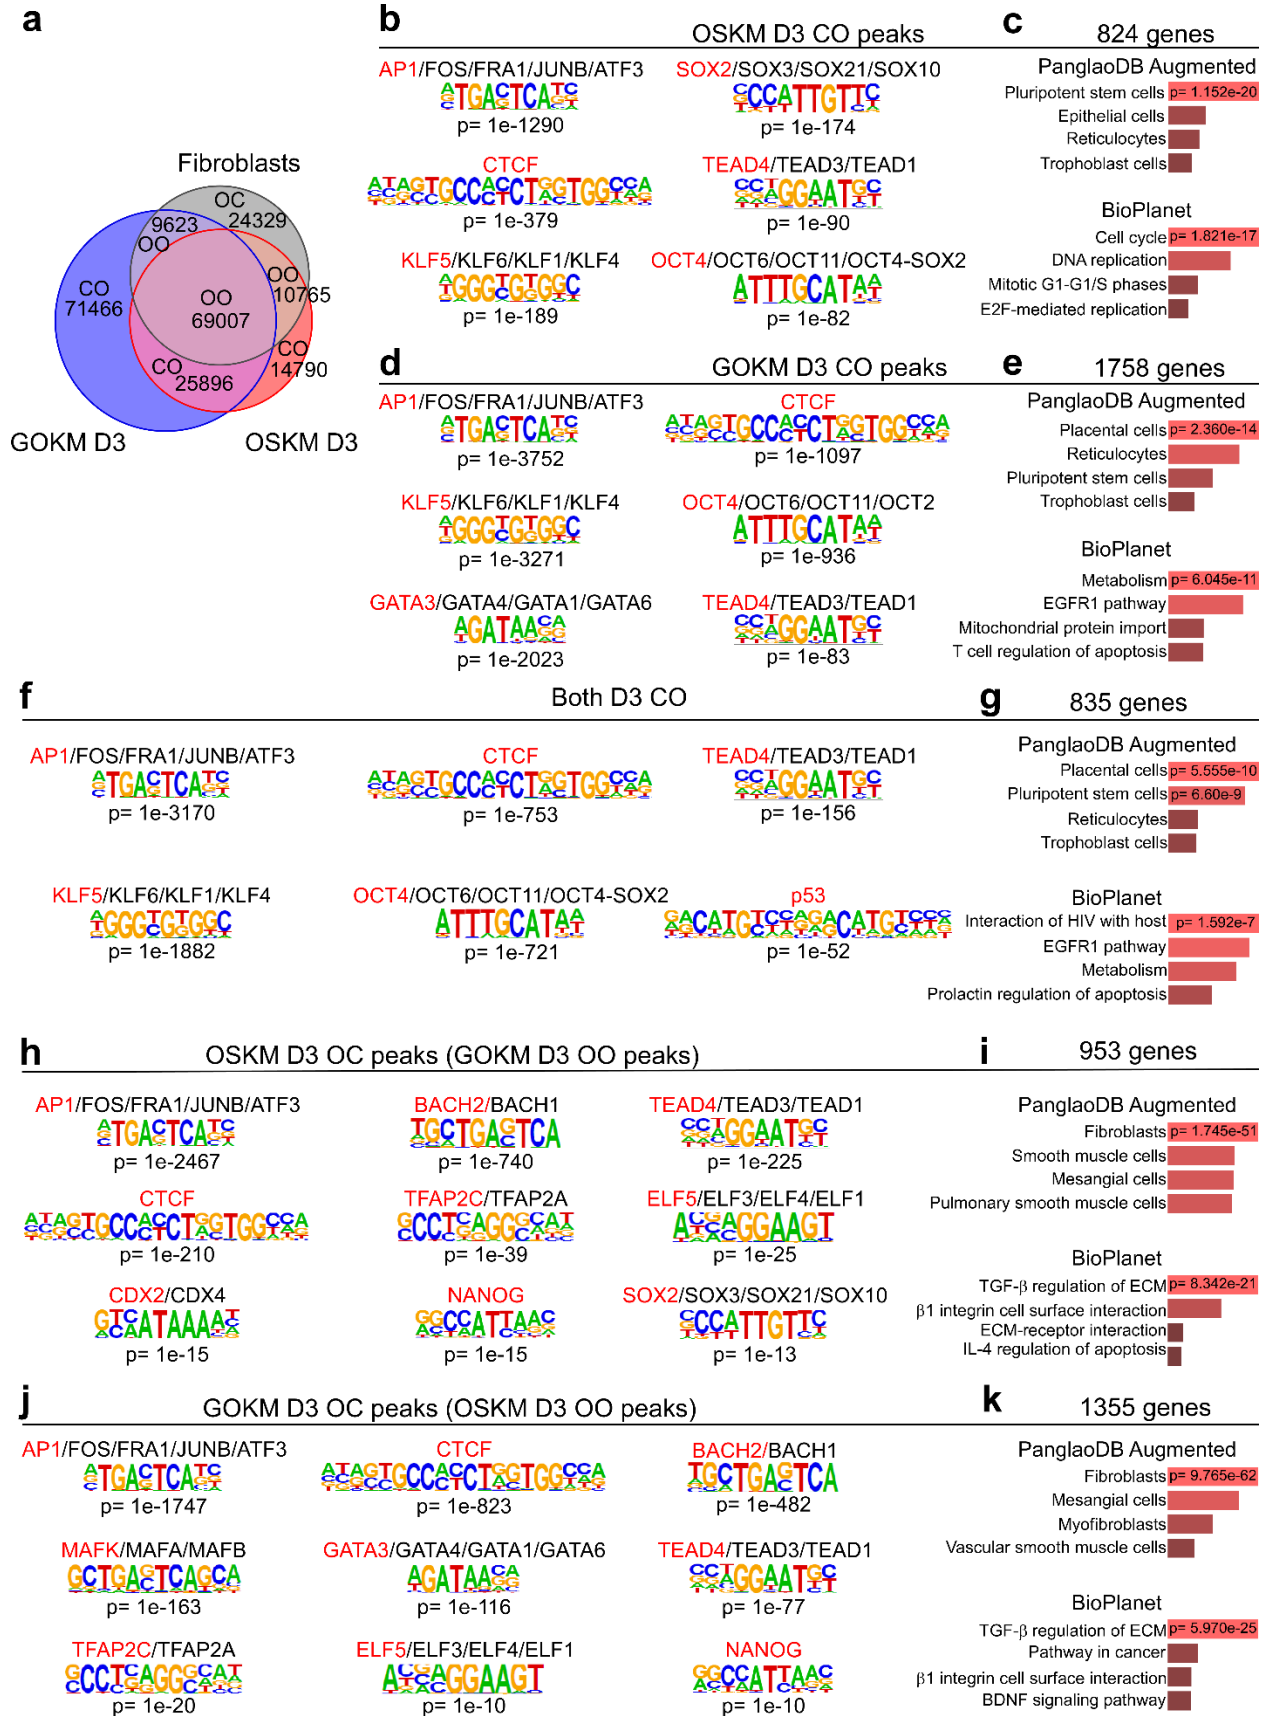 a
Fibroblasts
OC
24329
9623
OO
OO
10765
CO
71466
OO
69007
CO
14790
CO
25896
GOKM D3
OSKM D3
b
OSKM D3 CO peaks
AP1/FOS/FRA1/JUNB/ATF3
p= 1e-1290
SOX2/SOX3/SOX21/SOX10
p= 1e-174
CTCF
p= 1e-379
TEAD4/TEAD3/TEAD1
p= 1e-90
KLF5/KLF6/KLF1/KLF4
p= 1e-189
OCT4/OCT6/OCT11/OCT4-SOX2
p= 1e-82
c
824 genes
PanglaoDB Augmented
Pluripotent stem cells p= 1.152e-20
Epithelial cells
Reticulocytes
Trophoblast cells
BioPlanet
Cell cycle p= 1.821e-17
DNA replication
Mitotic G1-G1/S phases
E2F-mediated replication
d
GOKM D3 CO peaks
AP1/FOS/FRA1/JUNB/ATF3
p= 1e-3752
CTCF
p= 1e-1097
KLF5/KLF6/KLF1/KLF4
p= 1e-3271
OCT4/OCT6/OCT11/OCT2
p= 1e-936
GATA3/GATA4/GATA1/GATA6
p= 1e-2023
TEAD4/TEAD3/TEAD1
p= 1e-83
e
1758 genes
PanglaoDB Augmented
Placental cells p= 2.360e-14
Reticulocytes
Pluripotent stem cells
Trophoblast cells
BioPlanet
Metabolism p= 6.045e-11
EGFR1 pathway
Mitochondrial protein import
T cell regulation of apoptosis
f
Both D3 CO
AP1/FOS/FRA1/JUNB/ATF3
p= 1e-3170
CTCF
p= 1e-753
TEAD4/TEAD3/TEAD1
p= 1e-156
KLF5/KLF6/KLF1/KLF4
p= 1e-1882
OCT4/OCT6/OCT11/OCT4-SOX2
p= 1e-721
p53
p= 1e-52
g
835 genes
PanglaoDB Augmented
Placental cells p= 5.555e-10
Pluripotent stem cells p= 6.60e-9
Reticulocytes
Trophoblast cells
BioPlanet
Interaction of HIV with host p= 1.592e-7
EGFR1 pathway
Metabolism
Prolactin regulation of apoptosis
h
OSKM D3 OC peaks (GOKM D3 OO peaks)
AP1/FOS/FRA1/JUNB/ATF3
p= 1e-2467
BACH2/BACH1
p= 1e-740
TEAD4/TEAD3/TEAD1
p= 1e-225
CTCF
p= 1e-210
TFAP2C/TFAP2A
p= 1e-39
ELF5/ELF3/ELF4/ELF1
p= 1e-25
CDX2/CDX4
p= 1e-15
NANOG
p= 1e-15
SOX2/SOX3/SOX21/SOX10
p= 1e-13
i
953 genes
PanglaoDB Augmented
Fibroblasts p= 1.745e-51
Smooth muscle cells
Mesangial cells
Pulmonary smooth muscle cells
BioPlanet
TGF-β regulation of ECM p= 8.342e-21
β1 integrin cell surface interaction
ECM-receptor interaction
IL-4 regulation of apoptosis
j
GOKM D3 OC peaks (OSKM D3 OO peaks)
AP1/FOS/FRA1/JUNB/ATF3
p= 1e-1747
CTCF
p= 1e-823
BACH2/BACH1
p= 1e-482
MAFK/MAFA/MAFB
p= 1e-163
GATA3/GATA4/GATA1/GATA6
p= 1e-116
TEAD4/TEAD3/TEAD1
p= 1e-77
TFAP2C/TFAP2A
p= 1e-20
ELF5/ELF3/ELF4/ELF1
p= 1e-10
NANOG
p= 1e-10
k
1355 genes
PanglaoDB Augmented
Fibroblasts p= 9.765e-62
Mesangial cells
Myofibroblasts
Vascular smooth muscle cells
BioPlanet
TGF-β regulation of ECM p= 5.970e-25
Pathway in cancer
β1 integrin cell surface interaction
BDNF signaling pathway